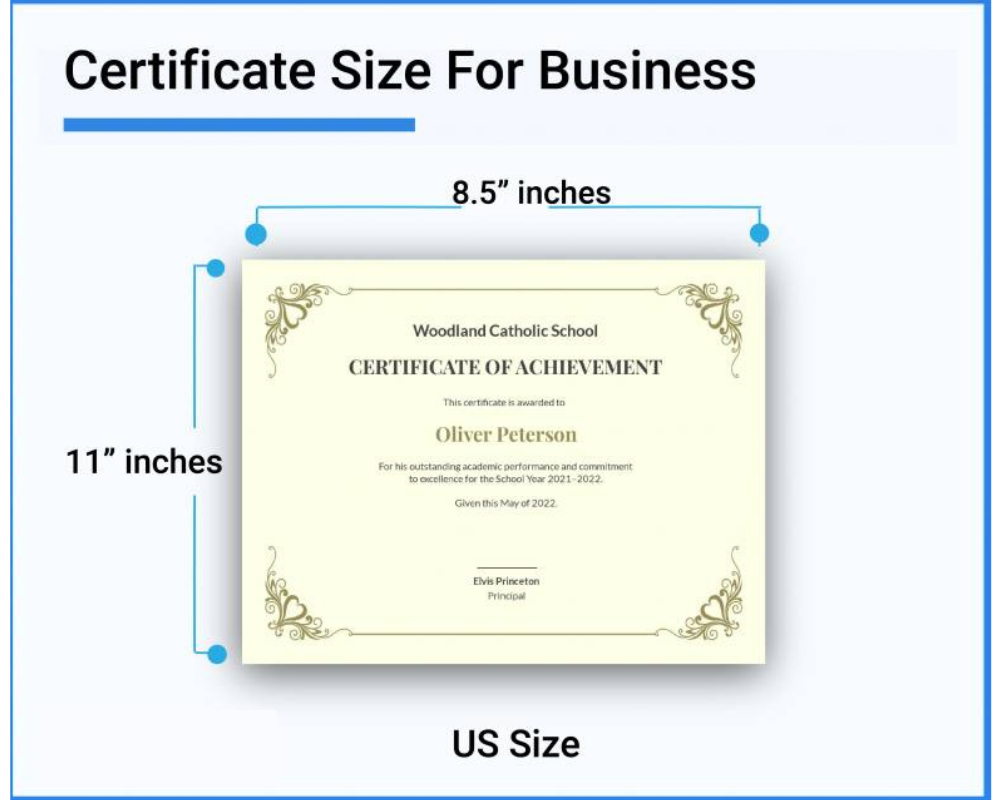 Certificate Size For Business
8.5” inches
Woodland Catholic School
CERTIFICATE OF ACHIEVEMENT
This certificate is awarded to
Oliver Peterson
11” inches
For his outstanding academic performance and commitment
to excellence for the School Year 2021–2022.
Given this May of 2022.
Elvis Princeton
Principal
US Size